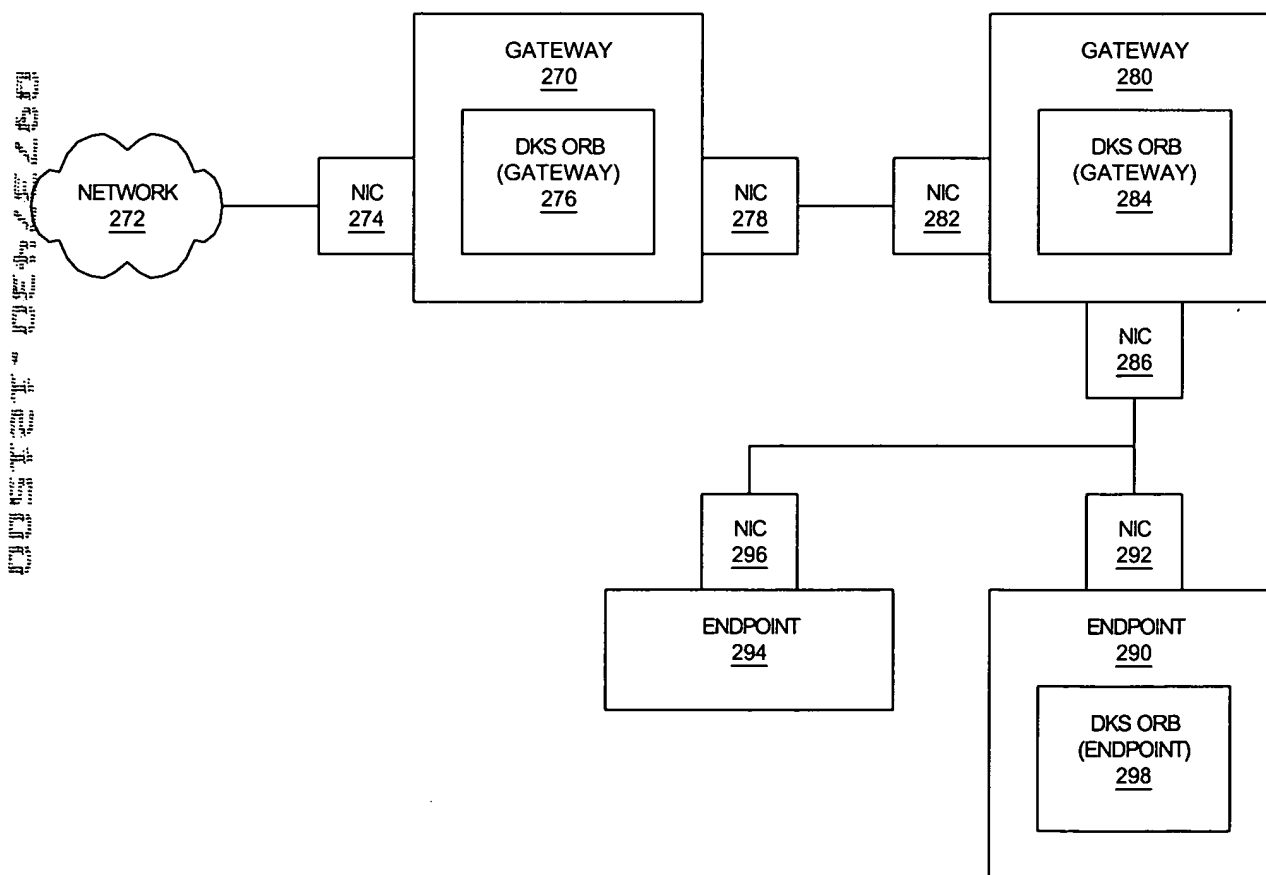 GATEWAY
270
DKS ORB
(GATEWAY)
276
NETWORK
272
NIC
274
NIC
278
NIC
282
GATEWAY
280
DKS ORB
(GATEWAY)
284
NIC
286
NIC
296
NIC
292
ENDPOINT
294
ENDPOINT
290
DKS ORB
(ENDPOINT)
298